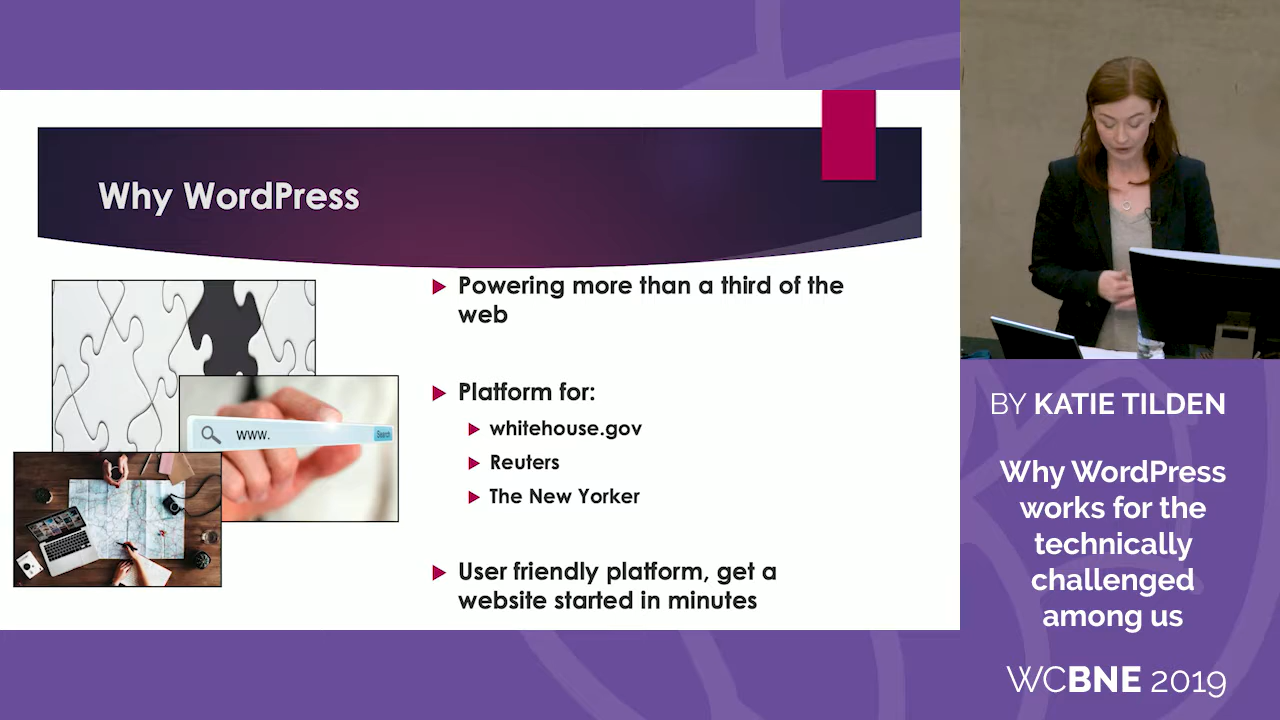 Why WordPress
Powering more than a third of the
web
Platform for:
whitehouse.gov
Reuters
The New Yorker
User friendly platform, get a
website started in minutes
www.
Search
BY KATIE TILDEN
Why WordPress
works for the
technically
challenged
among us
WCBNE 2019